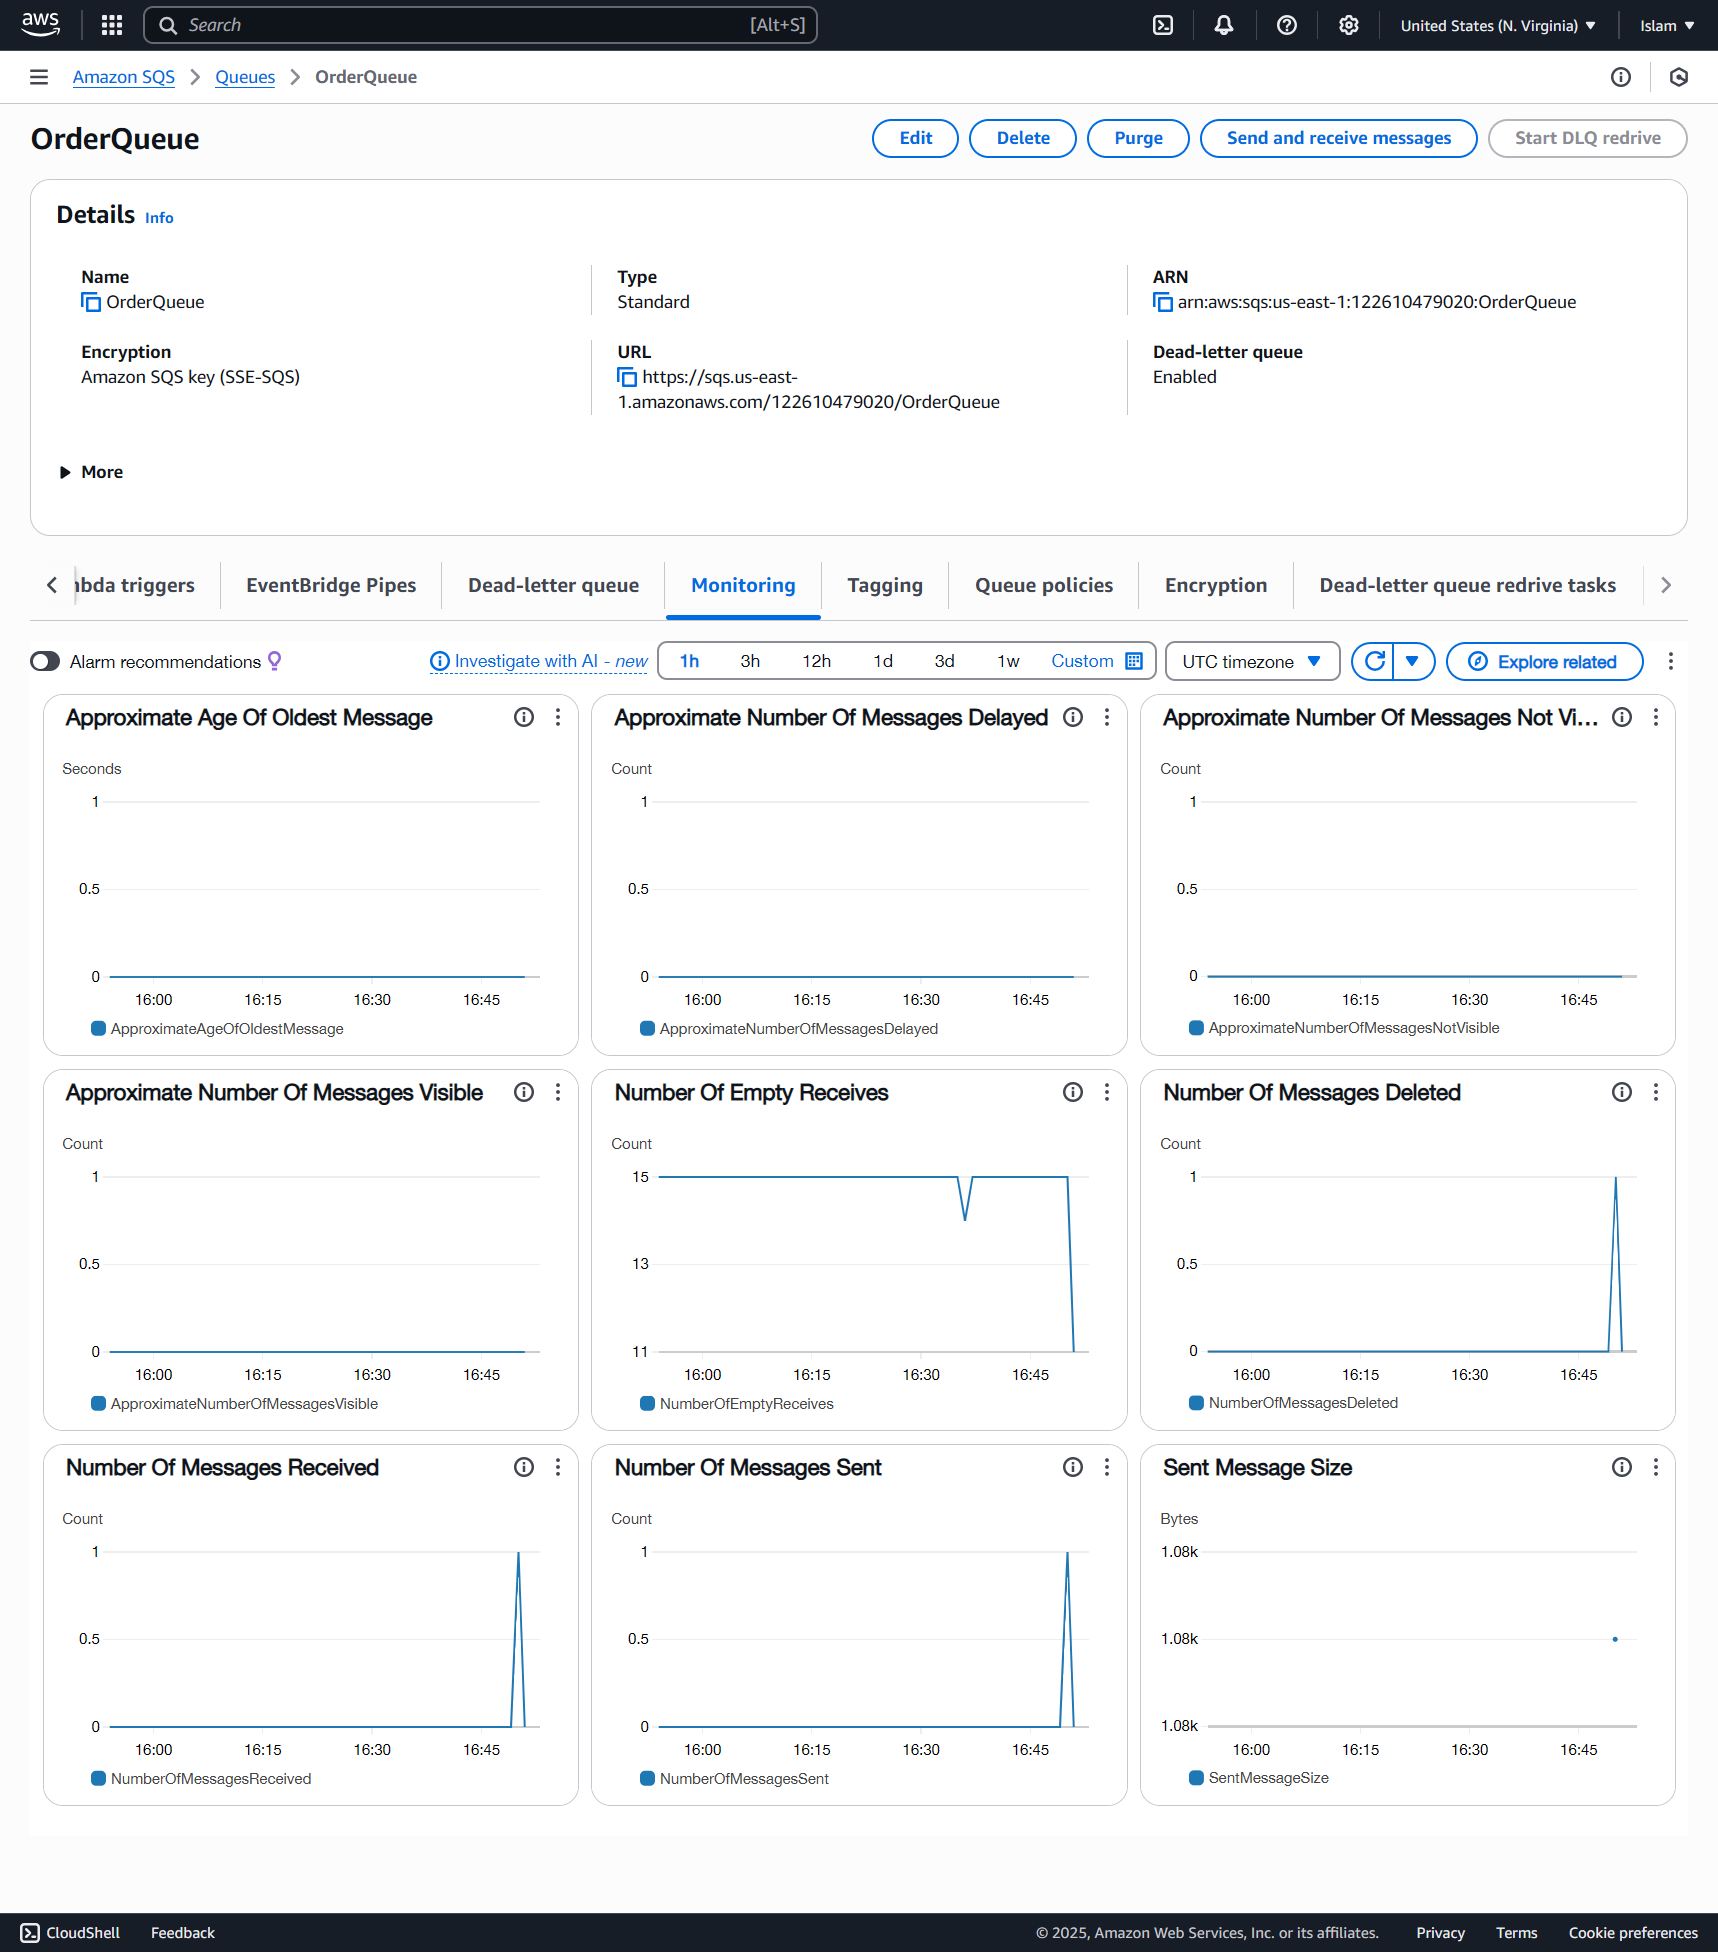 aws
Search [Alt+S]
United States (N. Virginia)
Islam
Amazon SQS
Queues
OrderQueue
OrderQueue
Edit
Delete
Purge
Send and receive messages
Start DLQ redrive
Details Info
Name
OrderQueue
Type
Standard
ARN
arn:aws:sqs:us-east-1:122610479020:OrderQueue
Encryption
Amazon SQS key (SSE-SQS)
URL
https://sqs.us-east-
1.amazonaws.com/122610479020/OrderQueue
Dead-letter queue
Enabled
More
bda triggers
EventBridge Pipes
Dead-letter queue
Monitoring
Tagging
Queue policies
Encryption
Dead-letter queue redrive tasks
Alarm recommendations
Investigate with AI - new
1h 3h 12h 1d 3d 1w Custom
UTC timezone
Explore related
Approximate Age Of Oldest Message
Seconds
1
0.5
0
16:00 16:15 16:30 16:45
ApproximateAgeOfOldestMessage
Approximate Number Of Messages Delayed
Count
1
0.5
0
16:00 16:15 16:30 16:45
ApproximateNumberOfMessagesDelayed
Approximate Number Of Messages Not Vi...
Count
1
0.5
0
16:00 16:15 16:30 16:45
ApproximateNumberOfMessagesNotVisible
Approximate Number Of Messages Visible
Count
1
0.5
0
16:00 16:15 16:30 16:45
ApproximateNumberOfMessagesVisible
Number Of Empty Receives
Count
15
13
11
16:00 16:15 16:30 16:45
NumberOfEmptyReceives
Number Of Messages Deleted
Count
1
0.5
0
16:00 16:15 16:30 16:45
NumberOfMessagesDeleted
Number Of Messages Received
Count
1
0.5
0
16:00 16:15 16:30 16:45
NumberOfMessagesReceived
Number Of Messages Sent
Count
1
0.5
0
16:00 16:15 16:30 16:45
NumberOfMessagesSent
Sent Message Size
Bytes
1.08k
1.08k
1.08k
16:00 16:15 16:30 16:45
SentMessageSize
CloudShell
Feedback
© 2025, Amazon Web Services, Inc. or its affiliates.
Privacy
Terms
Cookie preferences